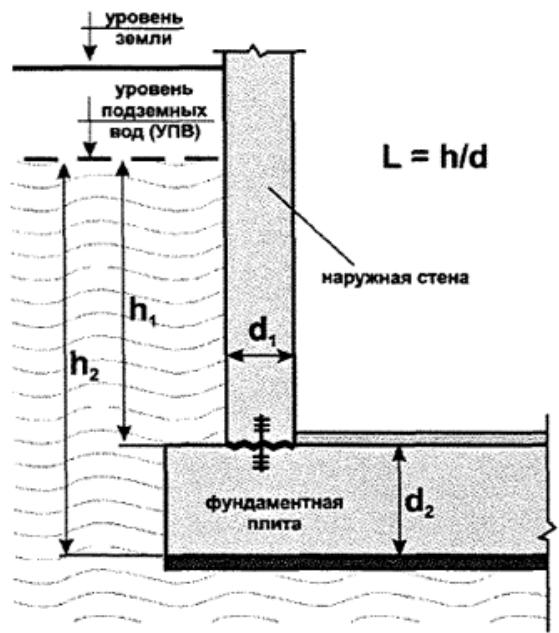 уровень
земли
уровень
подземных
вод (УПВ)
L = h/d
наружная стена
h₁
h₂
d₁
фундаментная
плита
d₂